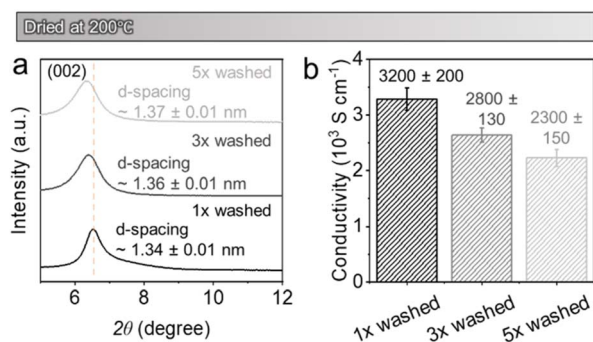 Dried at 200℃
a
(002)
5x washed
d-spacing
~ 1.37 ± 0.01 nm
3x washed
d-spacing
~ 1.36 ± 0.01 nm
1x washed
d-spacing
~ 1.34 ± 0.01 nm
Intensity (a.u.)
6 8 10 12
2θ (degree)
b
3200 ± 200
2800 ±
130
2300 ±
150
Conductivity (10³ S cm⁻¹)
4
3
2
1
0
1x washed
3x washed
5x washed